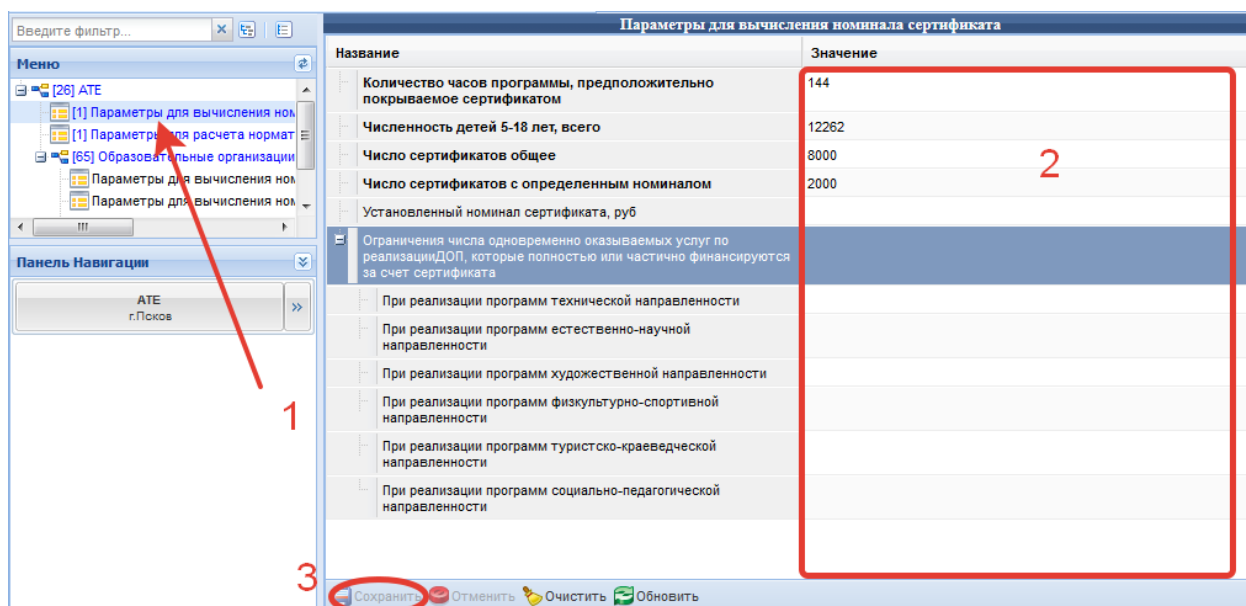 Введите фильтр...
Меню
[26] АТЕ
[1] Параметры для вычисления ном
[1] Параметры для расчета нормат
[65] Образовательные организации
Параметры для вычисления ном
Параметры для вычисления ном
Панель Навигации
АТЕ
г.Псков
1
Параметры для вычисления номинала сертификата
Название Значение
Количество часов программы, предположительно 144
покрываемое сертификатом
Численность детей 5-18 лет, всего 12262
Число сертификатов общее 8000
2
Число сертификатов с определенным номиналом 2000
Установленный номинал сертификата, руб
Ограничения числа одновременно оказываемых услуг по
реализацииДОП, которые полностью или частично финансируются
за счет сертификата
При реализации программ технической направленности
При реализации программ естественно-научной
направленности
При реализации программ художественной направленности
При реализации программ физкультурно-спортивной
направленности
При реализации программ туристско-краеведческой
направленности
При реализации программ социально-педагогической
направленности
3
Сохранить Отменить Очистить Обновить